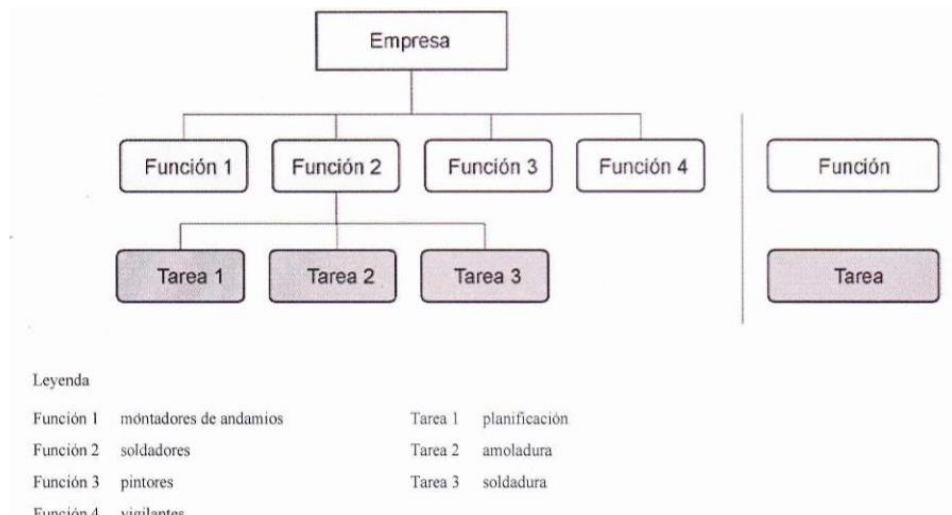 Empresa
Función 1 Función 2 Función 3 Función 4 Función
Tarea 1 Tarea 2 Tarea 3 Tarea
Leyenda
Función 1 montadores de andamios Tarea 1 planificación
Función 2 soldadores Tarea 2 amoladura
Función 3 pintores Tarea 3 soldadura
Función 4 vigilantes